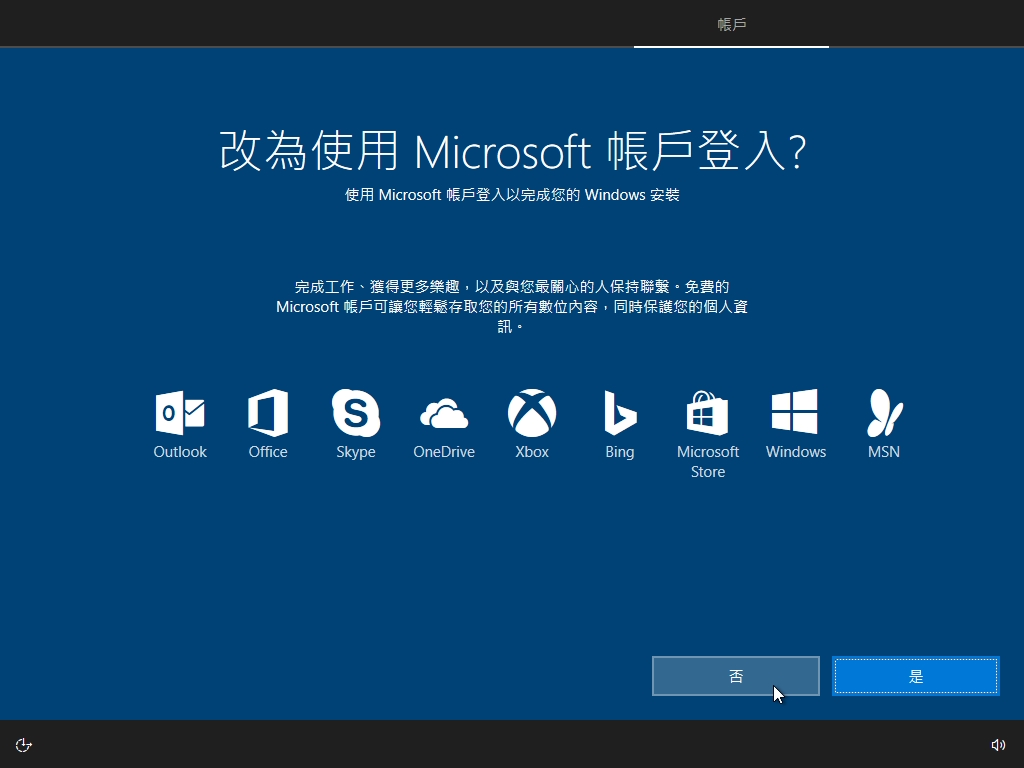 帳戶
改為使用 Microsoft 帳戶登入?
使用 Microsoft 帳戶登入以完成您的 Windows 安裝
完成工作、獲得更多樂趣，以及與您最關心的人保持聯繫。免費的
Microsoft 帳戶可讓您輕鬆存取您的所有數位內容，同時保護您的個人資
訊。
Outlook
Office
Skype
OneDrive
Xbox
Bing
Microsoft
Store
Windows
MSN
否
是